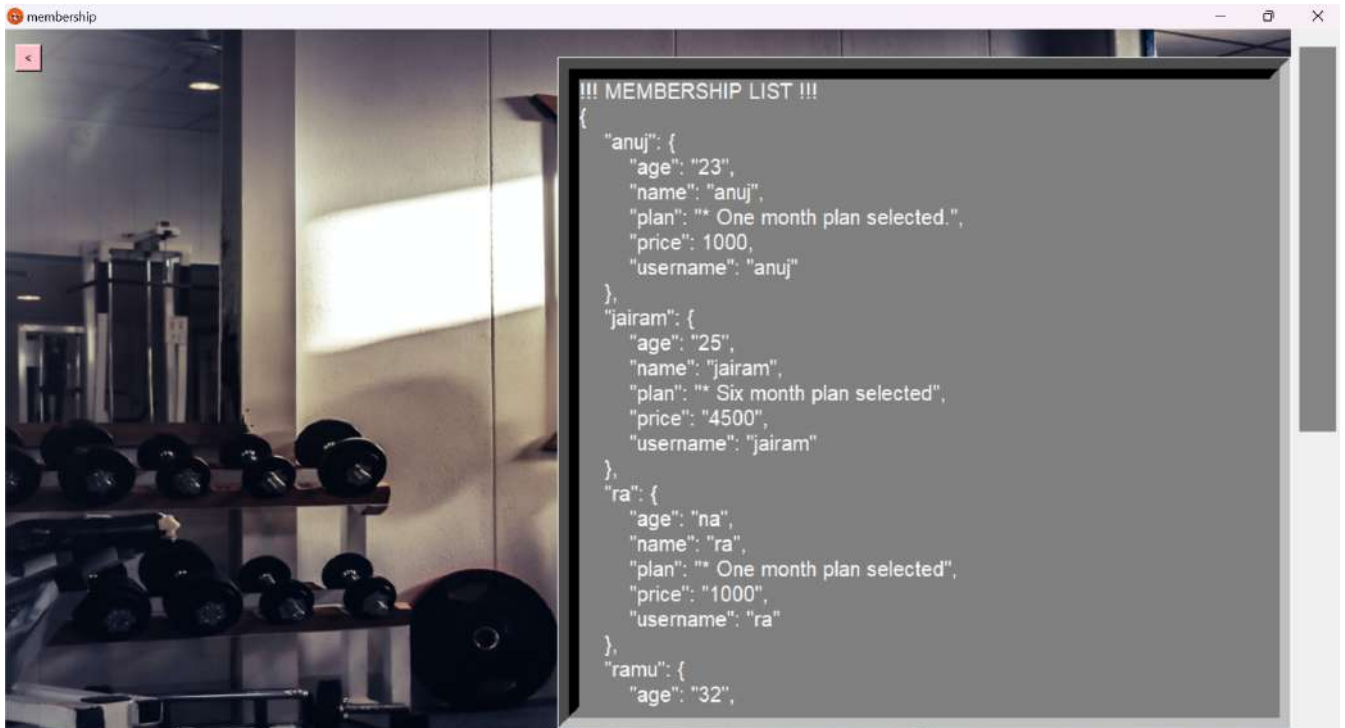 membership
<
!!! MEMBERSHIP LIST !!!
{
"anuj": {
"age": "23",
"name": "anuj",
"plan": "* One month plan selected.",
"price": 1000,
"username": "anuj"
},
"jairam": {
"age": "25",
"name": "jairam",
"plan": "* Six month plan selected",
"price": "4500",
"username": "jairam"
},
"ra": {
"age": "na",
"name": "ra",
"plan": "* One month plan selected",
"price": "1000",
"username": "ra"
},
"ramu": {
"age": "32",